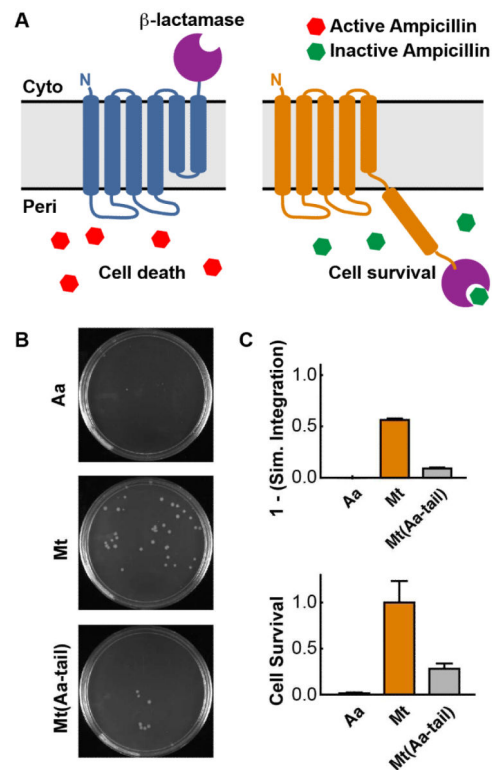 A
β-lactamase
Active Ampicillin
Inactive Ampicillin
N
N
Cyto
Peri
Cell death
Cell survival
B
Aa
Mt
Mt(Aa-tail)
C
1 - (Sim. Integration)
1.0
0.5
0.0
Aa
Mt
Mt(Aa-tail)
Cell Survival
1.0
0.5
0.0
Aa
Mt
Mt(Aa-tail)